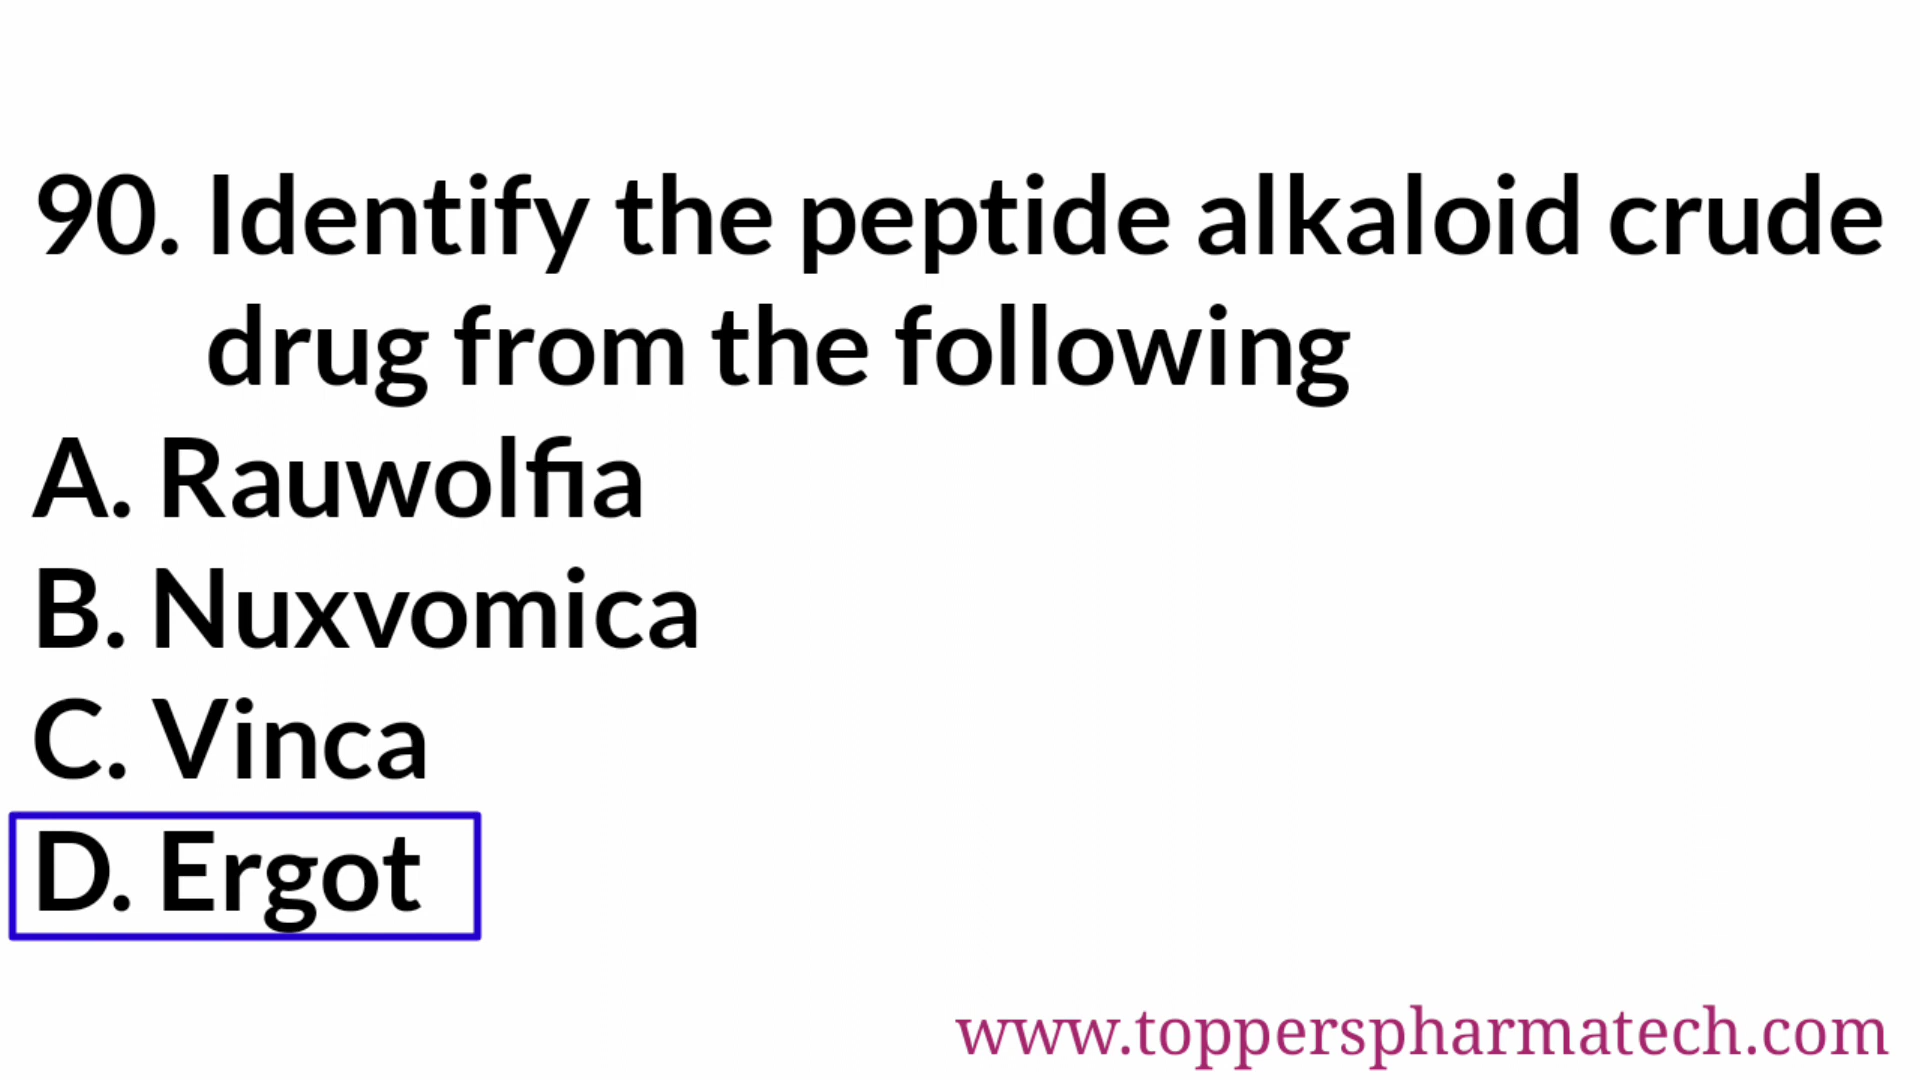 90. Identify the peptide alkaloid crude
drug from the following
A. Rauwolfia
B. Nuxvomica
C. Vinca
D. Ergot
www.topperspharmatech.com